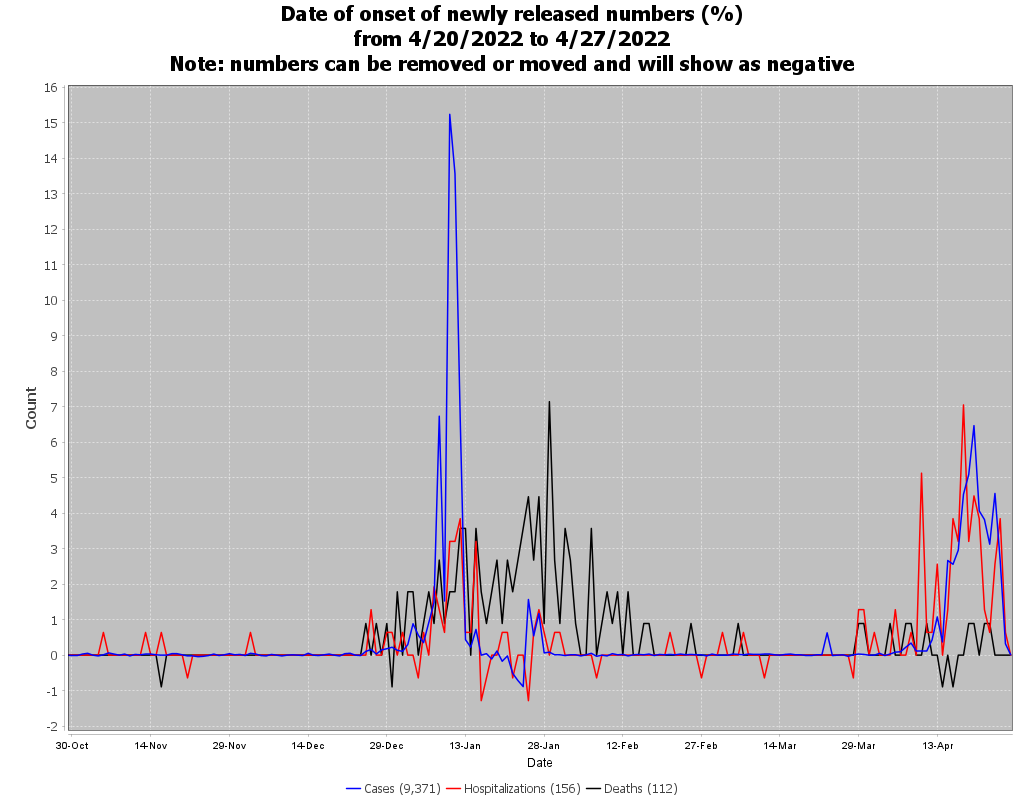 Date of onset of newly released numbers (%)
from 4/20/2022 to 4/27/2022
Note: numbers can be removed or moved and will show as negative
16
15
14
13
12
11
10
9
8
7
6
5
4
3
2
1
0
-1
-2
Count
30-Oct 14-Nov 29-Nov 14-Dec 29-Dec 13-Jan 28-Jan 12-Feb 27-Feb 14-Mar 29-Mar 13-Apr
Date
Cases (9,371) Hospitalizations (156) Deaths (112)